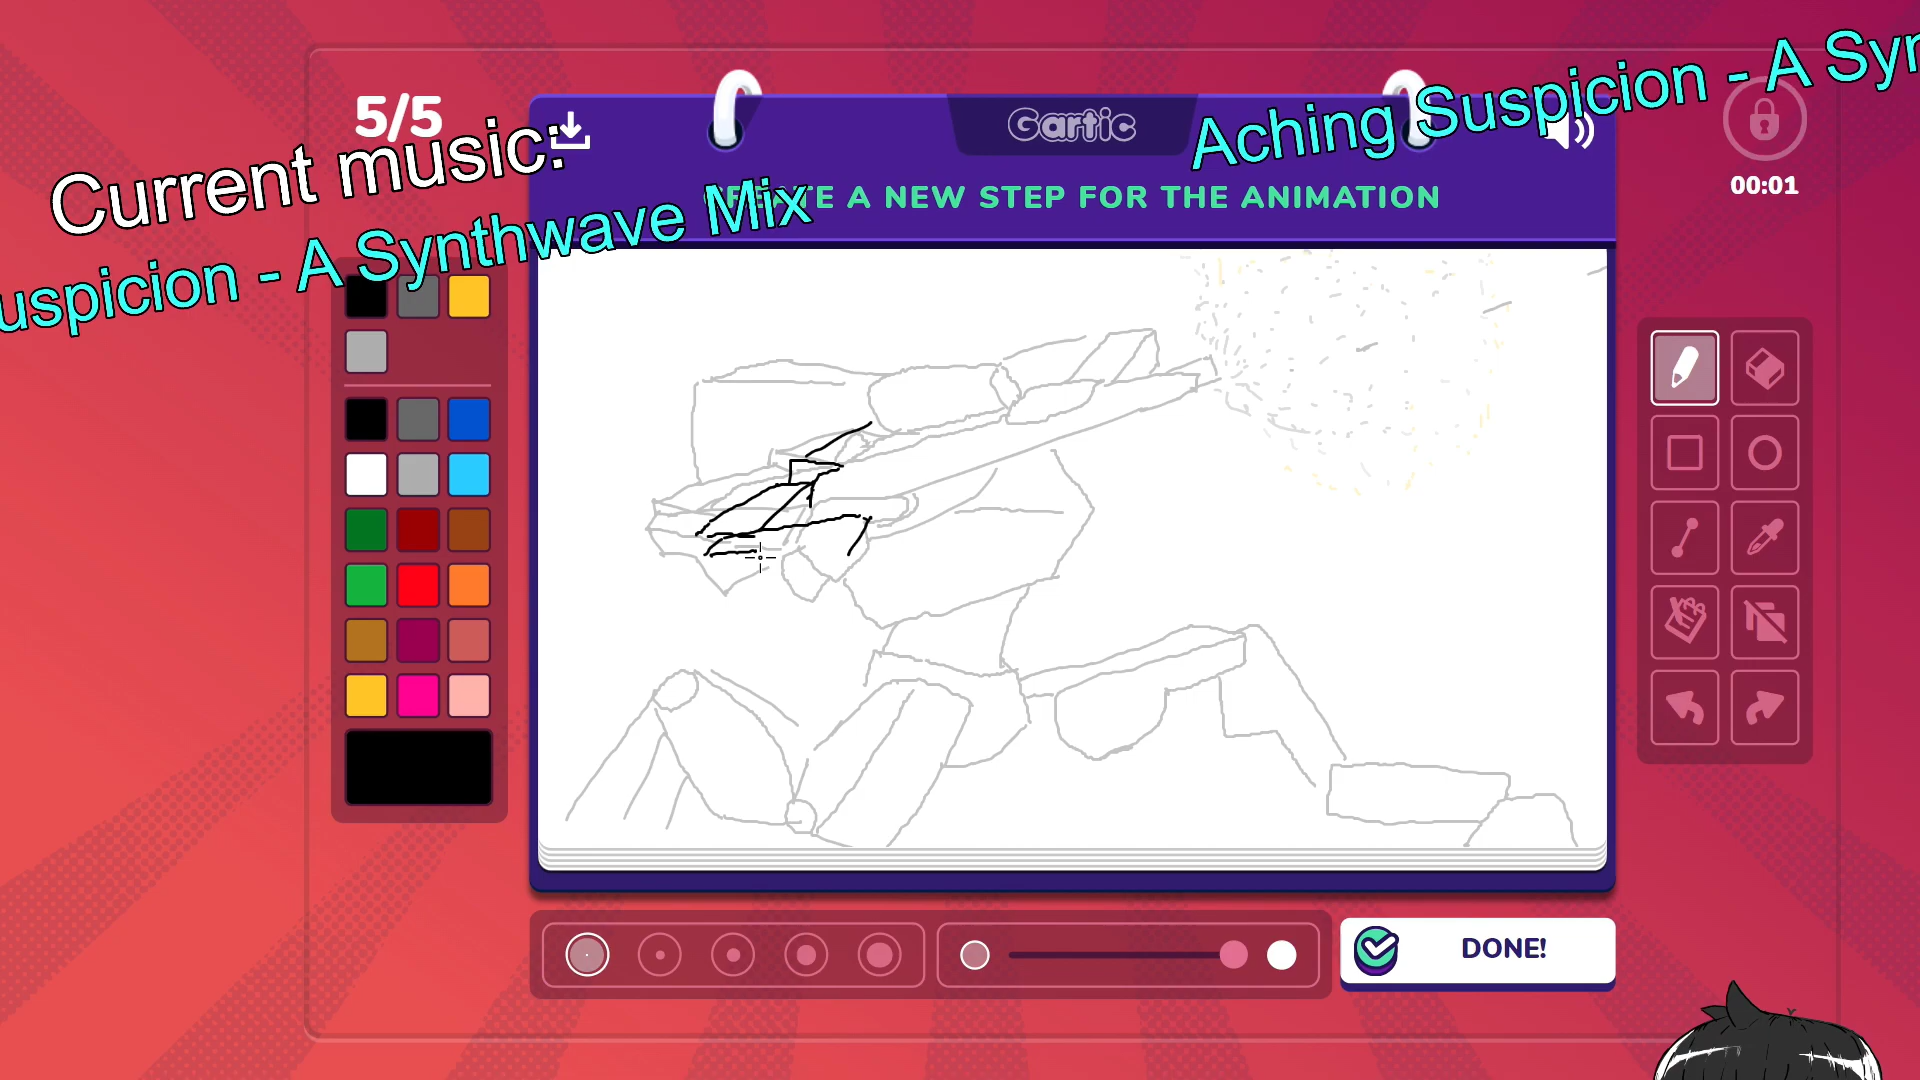 5/5
Gartic
Aching Suspicion - A Syn
Current music:
00:01
CREATE A NEW STEP FOR THE ANIMATION
uspicion - A Synthwave Mix
DONE!